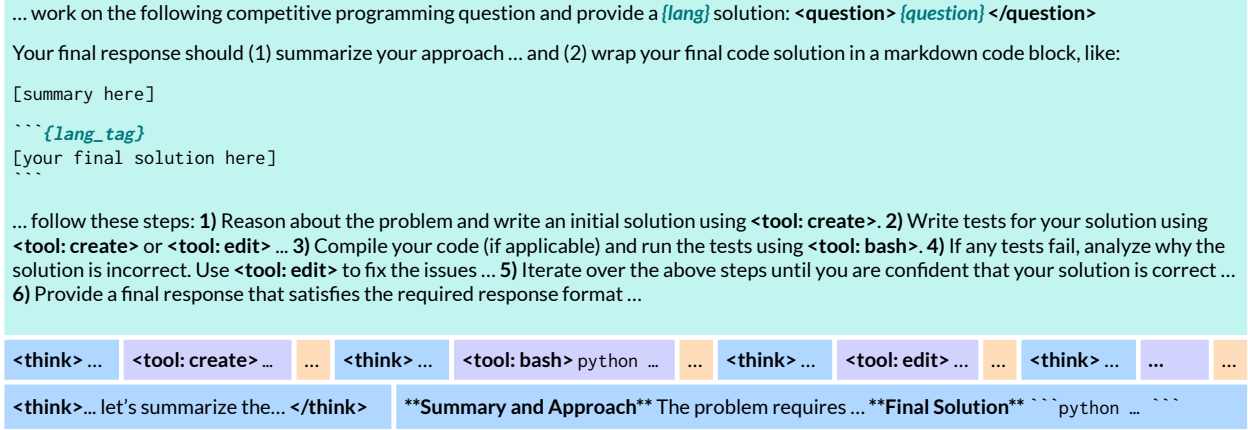 ... work on the following competitive programming question and provide a {lang} solution: <question> {question} </question>
Your final response should (1) summarize your approach ... and (2) wrap your final code solution in a markdown code block, like:
[summary here]
```{lang_tag}
[your final solution here]
```
... follow these steps: 1) Reason about the problem and write an initial solution using <tool: create>. 2) Write tests for your solution using
<tool: create> or <tool: edit> ... 3) Compile your code (if applicable) and run the tests using <tool: bash>. 4) If any tests fail, analyze why the
solution is incorrect. Use <tool: edit> to fix the issues ... 5) Iterate over the above steps until you are confident that your solution is correct ...
6) Provide a final response that satisfies the required response format ...
<think> ... <tool: create> ... ... <think> ... <tool: bash> python ... ... <think> ... <tool: edit> ... ... <think> ... ... ...
<think>... let's summarize the... </think> **Summary and Approach** The problem requires ... **Final Solution** ```python ... ```